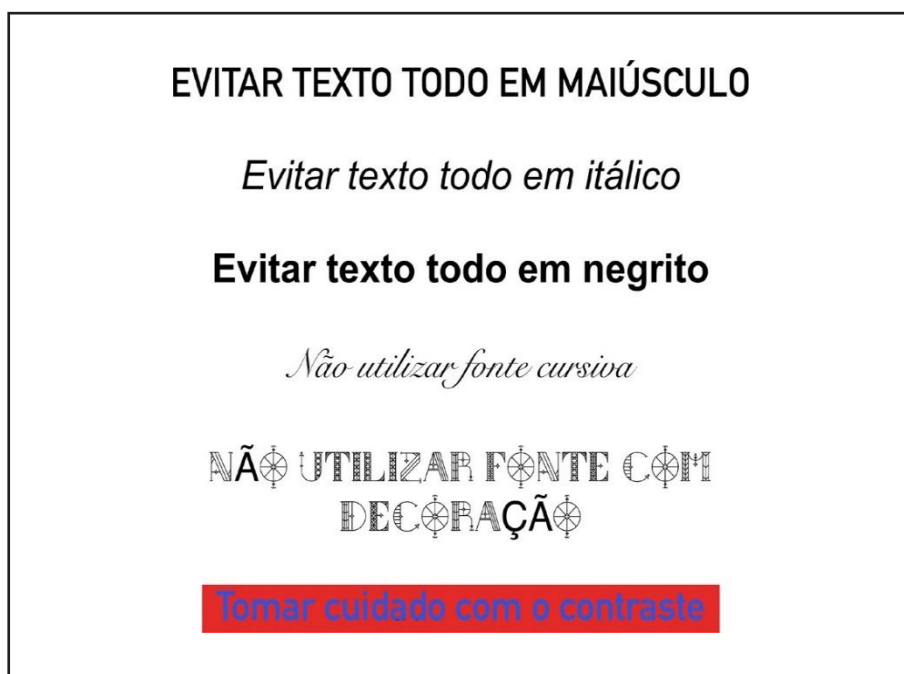 EVITAR TEXTO TODO EM MAIÚSCULO
Evitar texto todo em itálico
Evitar texto todo em negrito
Não utilizar fonte cursiva
NÃO UTILIZAR FONTE COM
DECORAÇÃO
Tomar cuidado com o contraste